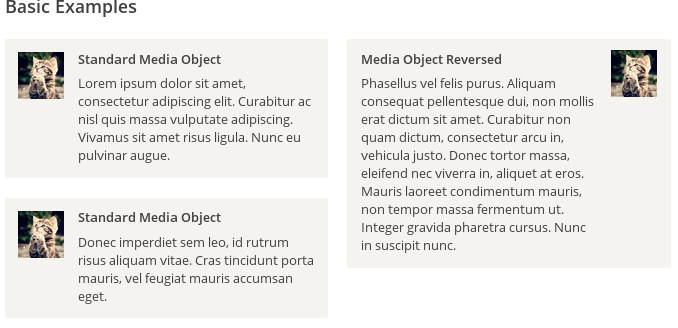 Basic Examples
Standard Media Object
Lorem ipsum dolor sit amet,
consectetur adipiscing elit. Curabitur ac
nisl quis massa vulputate adipiscing.
Vivamus sit amet risus ligula. Nunc eu
pulvinar augue.
Standard Media Object
Donec imperdiet sem leo, id rutrum
risus aliquam vitae. Cras tincidunt porta
mauris, vel feugiat mauris accumsan
eget.
Media Object Reversed
Phasellus vel felis purus. Aliquam
consequat pellentesque dui, non mollis
erat dictum sit amet. Curabitur non
quam dictum, consectetur arcu in,
vehicula justo. Donec tortor massa,
eleifend nec viverra in, aliquet at eros.
Mauris laoreet condimentum mauris,
non tempor massa fermentum ut.
Integer gravida pharetra cursus. Nunc
in suscipit nunc.